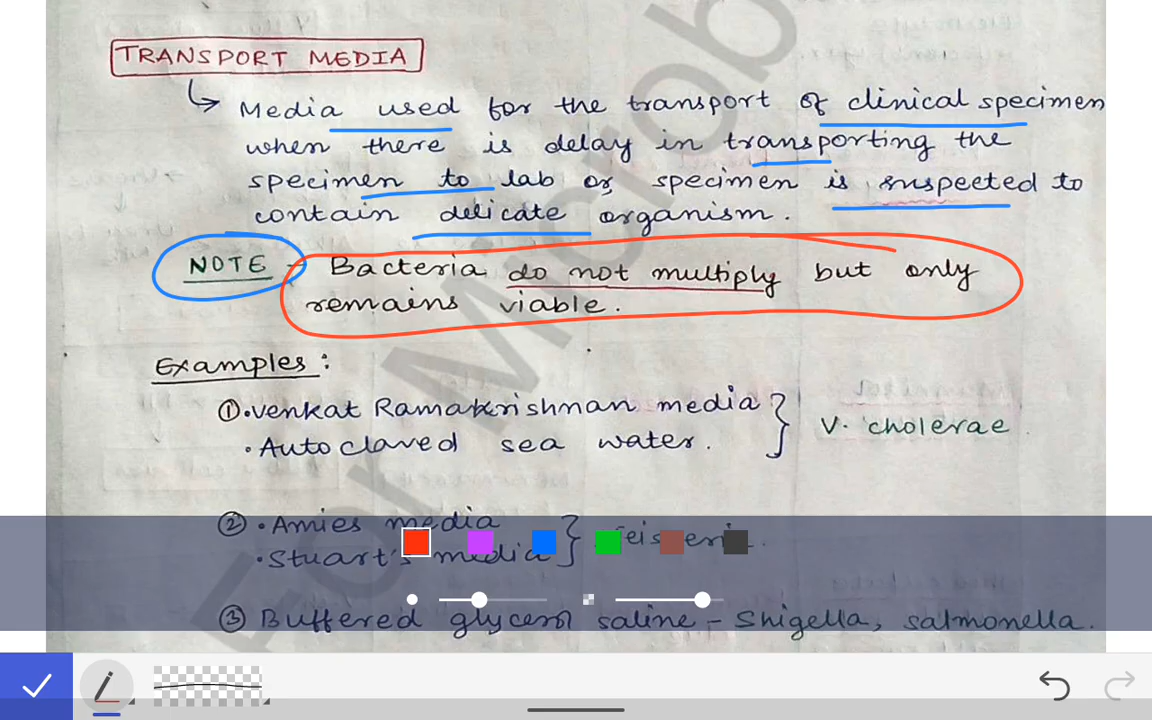 TRANSPORT MEDIA
Media used for the transport of clinical specimen
when there is delay in transporting the
specimen to lab or specimen is suspected to
contain delicate organism.
NOTE - Bacteria do not multiply but only
remains viable.
Examples :
① • Venkat Ramakrishnan media
• Autoclaved sea water.
V. cholerae
② • Amies media
• Stuart's media
③ Buffered glycerol saline - Shigella, salmonella.
For Microb